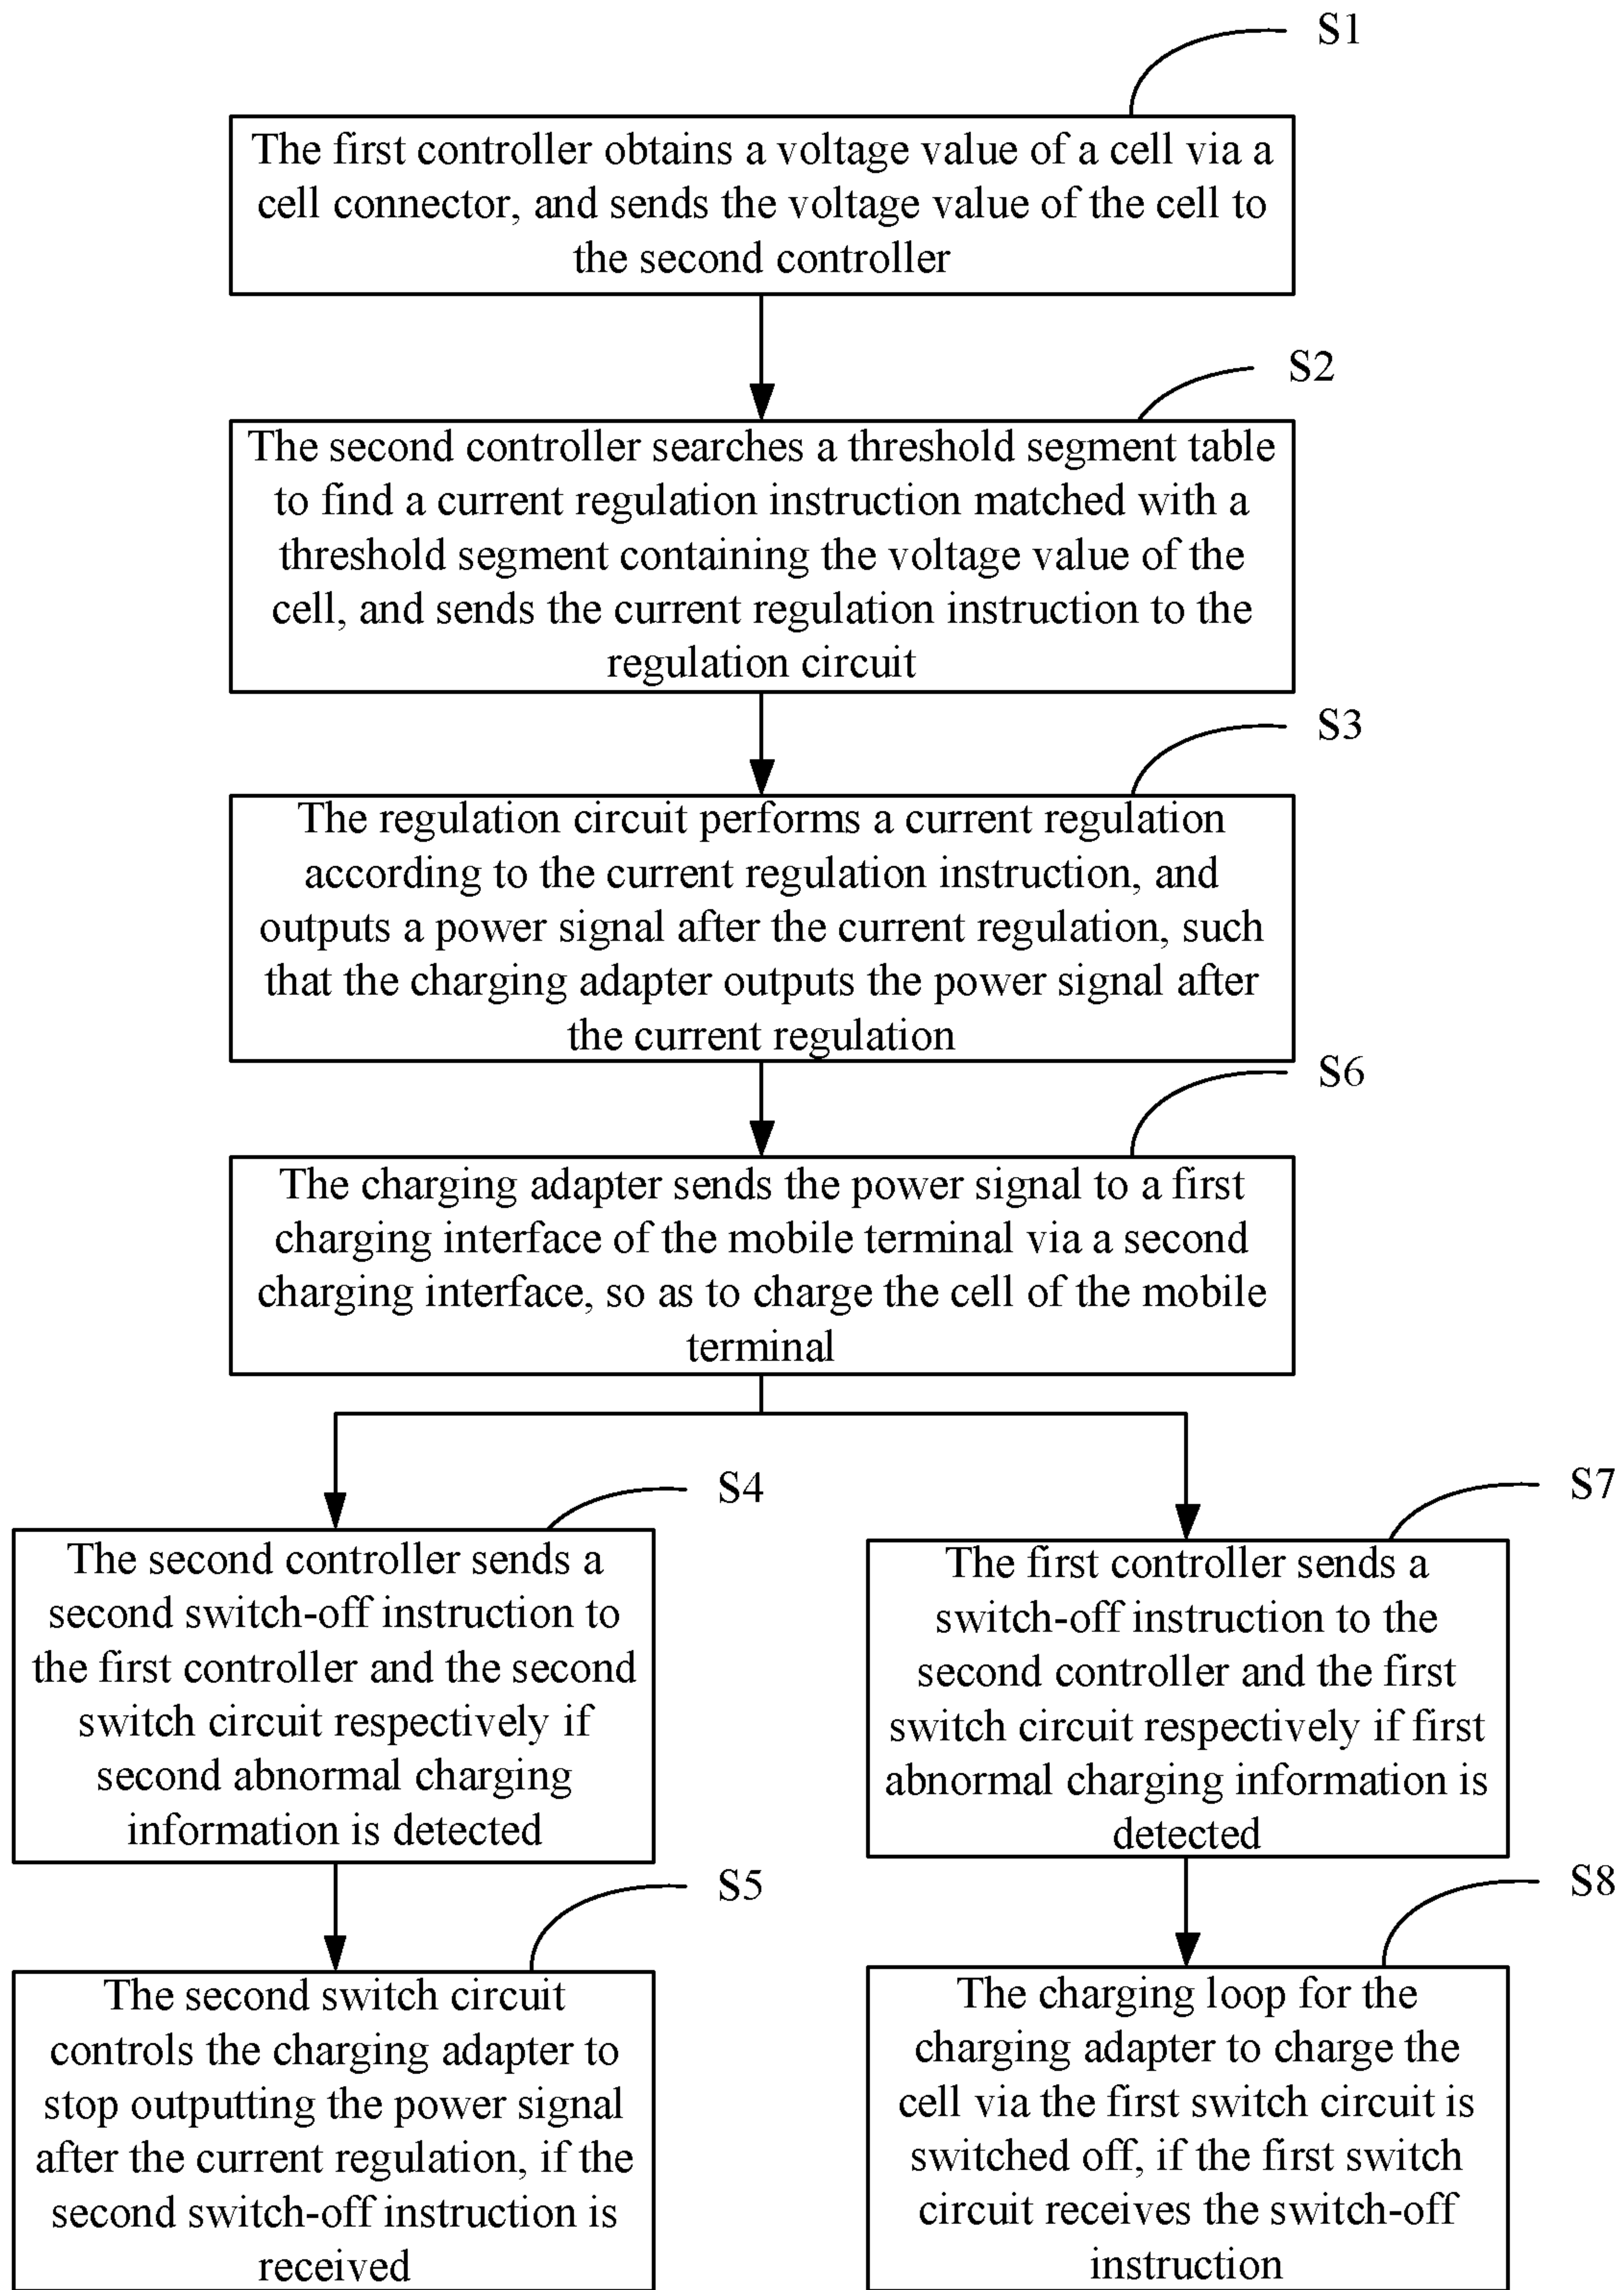 S1
The first controller obtains a voltage value of a cell via a
cell connector, and sends the voltage value of the cell to
the second controller
S2
The second controller searches a threshold segment table
to find a current regulation instruction matched with a
threshold segment containing the voltage value of the
cell, and sends the current regulation instruction to the
regulation circuit
S3
The regulation circuit performs a current regulation
according to the current regulation instruction, and
outputs a power signal after the current regulation, such
that the charging adapter outputs the power signal after
the current regulation
S6
The charging adapter sends the power signal to a first
charging interface of the mobile terminal via a second
charging interface, so as to charge the cell of the mobile
terminal
S4
The second controller sends a
second switch-off instruction to
the first controller and the second
switch circuit respectively if
second abnormal charging
information is detected
S7
The first controller sends a
switch-off instruction to the
second controller and the first
switch circuit respectively if first
abnormal charging information is
detected
S5
The second switch circuit
controls the charging adapter to
stop outputting the power signal
after the current regulation, if the
second switch-off instruction is
received
S8
The charging loop for the
charging adapter to charge the
cell via the first switch circuit is
switched off, if the first switch
circuit receives the switch-off
instruction